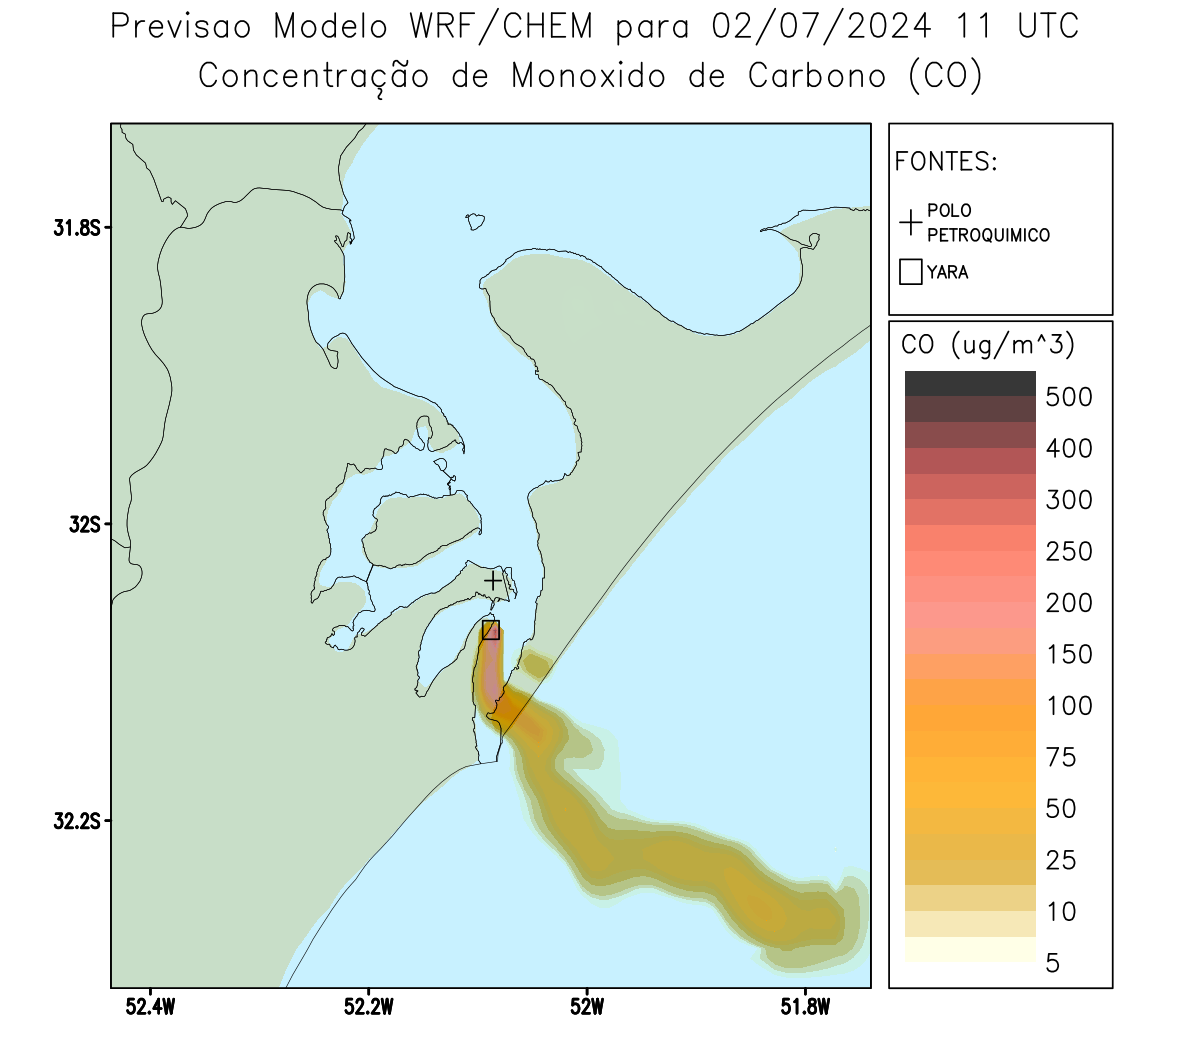 Previsao Modelo WRF/CHEM para 02/07/2024 11 UTC
Concentração de Monoxido de Carbono (CO)
FONTES:
POLO
PETROQUIMICO
YARA
CO (ug/m^3)
500
400
300
250
200
150
100
75
50
25
10
5
31.8S
32S
32.2S
52.4W
52.2W
52W
51.8W